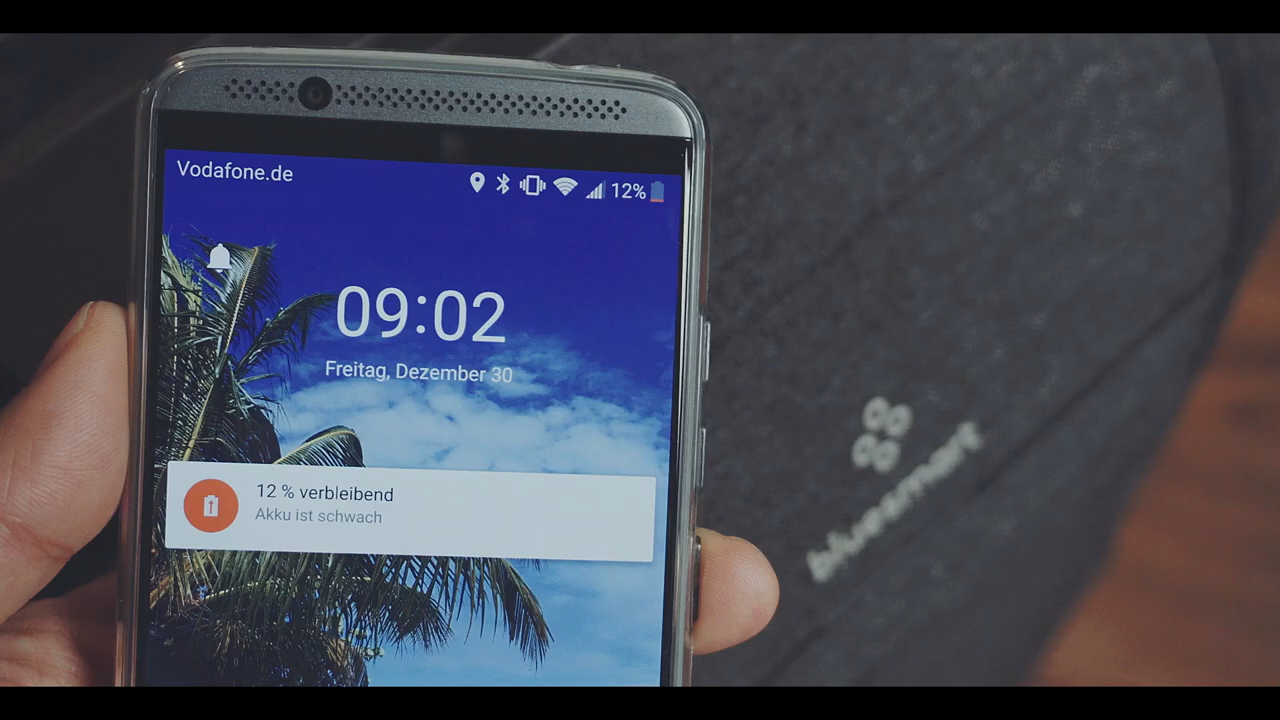 Vodafone.de
12%
09:02
Freitag, Dezember 30
12 % verbleibend
Akku ist schwach
bluesmart